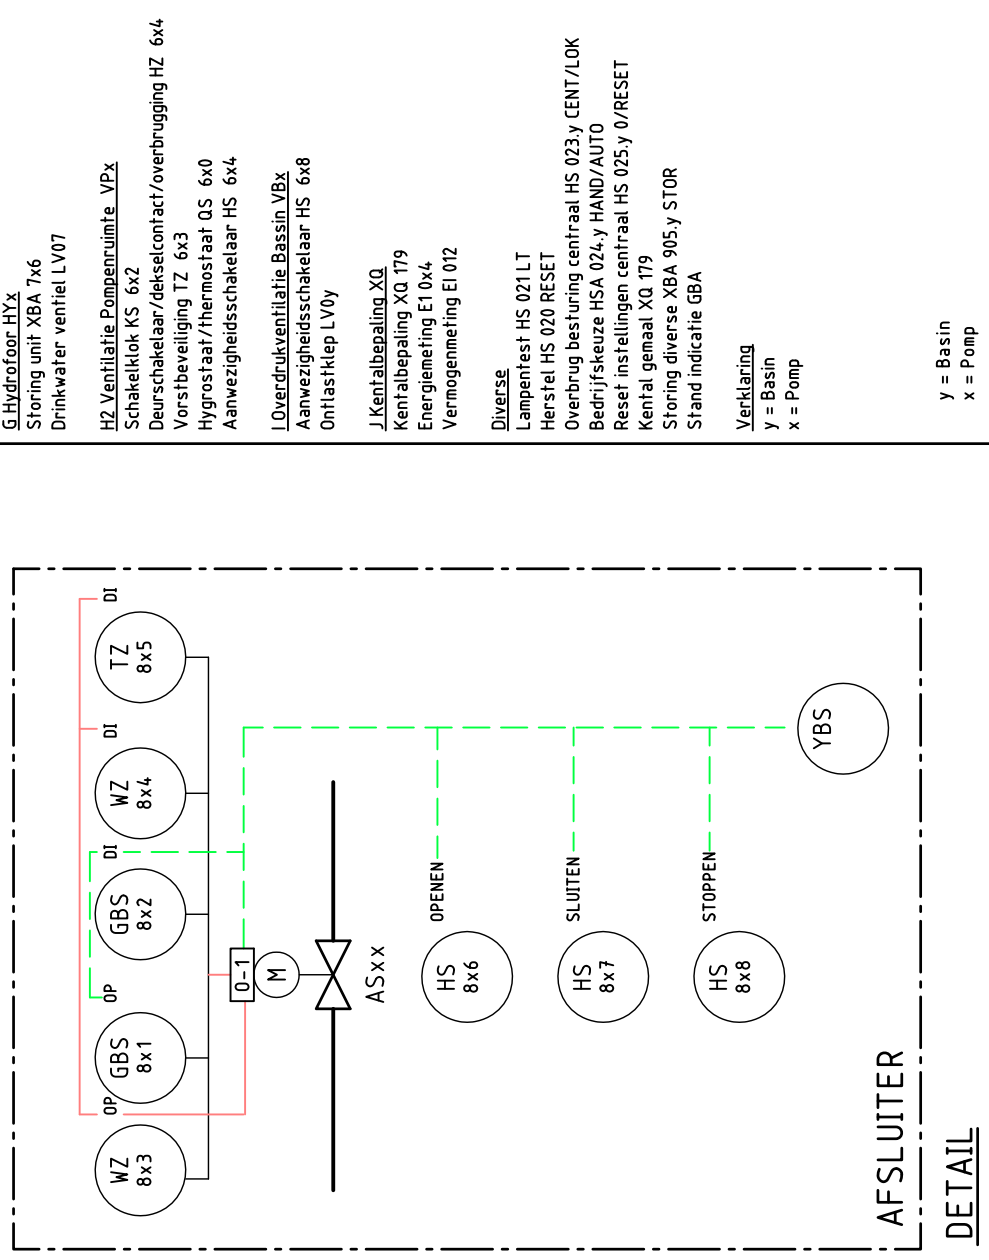 G Hydrofoor HYx
Storing unit XBA 7x6
Drinkwater ventiel LV07
H2 Ventilatie Pompenruimte VPx
Schakelklok KS 6x2
Deurschakelaar/dekselcontact/overbrugging HZ 6x4
Vorstbeveiliging TZ 6x3
Hygrostaat/thermostaat QS 6x0
Aanwezigheidsschakelaar HS 6x4
I Overdrukventilatie Bassin VBx
Aanwezigheidsschakelaar HS 6x8
Ontlastklep LV0y
J Kentalbepaling XQ
Kentalbepaling XQ 179
Energiemeting E1 0x4
Vermogenmeting EI 012
Diverse
Lampentest HS 021 LT
Herstel HS 020 RESET
Overbrug besturing centraal HS 023.y CENT/LOK
Bedrijfskeuze HSA 024.y HAND/AUTO
Reset instellingen centraal HS 025.y 0/RESET
Kental gemaal XQ 179
Storing diverse XBA 905.y STOR
Stand indicatie GBA
Verklaring
y = Basin
x = Pomp
y = Basin
x = Pomp
WZ
8x3
OP
GBS
8x1
OP
GBS
8x2
DI
WZ
8x4
DI
TZ
8x5
DI
0-1
M
ASxx
HS
8x6
OPENEN
HS
8x7
SLUITEN
HS
8x8
STOPPEN
YBS
AFSLUITER
DETAIL